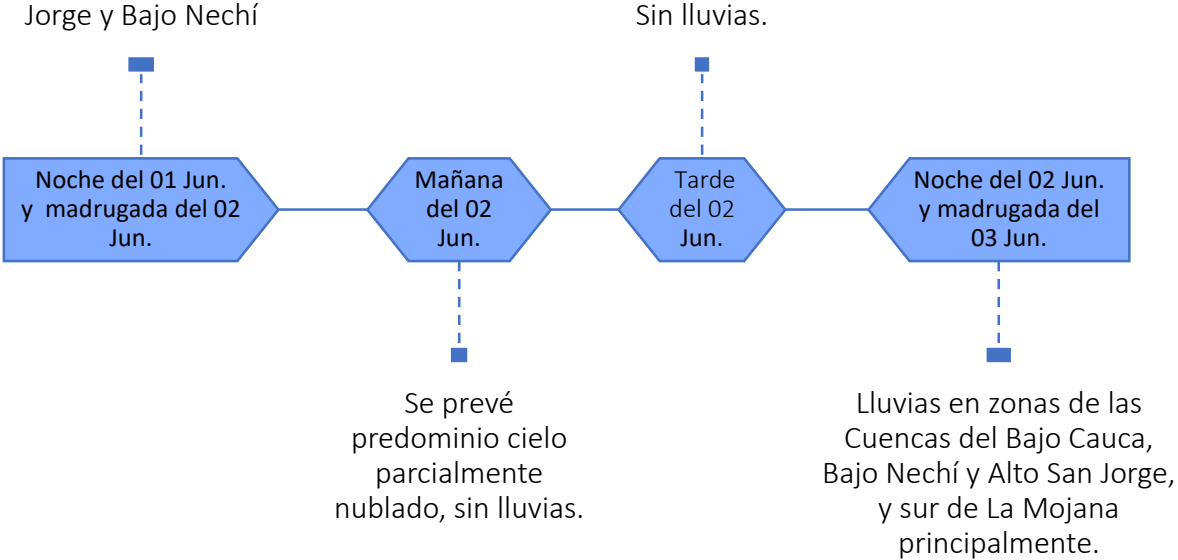 Jorge y Bajo Nechí
Sin lluvias.
Noche del 01 Jun.
y  madrugada del 02
Jun.
Mañana
del 02
Jun.
Tarde
del 02
Jun.
Noche del 02 Jun.
y madrugada del
03 Jun.
Se prevé
predominio cielo
parcialmente
nublado, sin lluvias.
Lluvias en zonas de las
Cuencas del Bajo Cauca,
Bajo Nechí y Alto San Jorge,
y sur de La Mojana
principalmente.